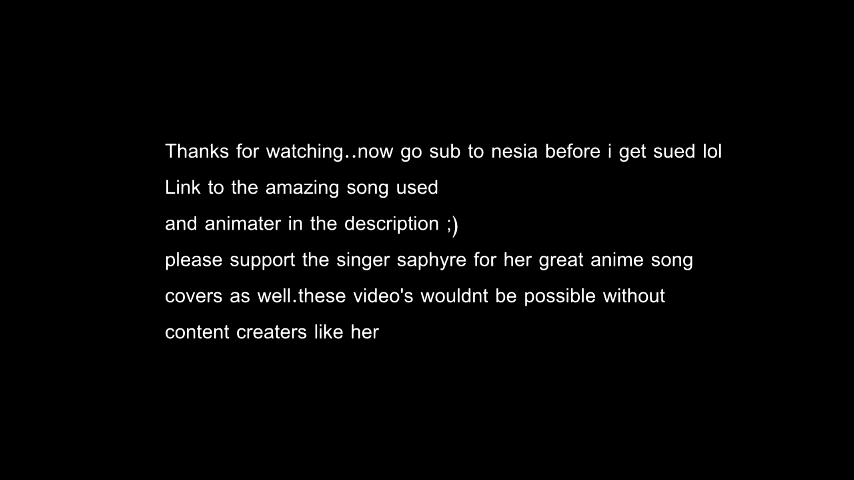 Thanks for watching..now go sub to nesia before i get sued lol
Link to the amazing song used
and animater in the description ;)
please support the singer saphyre for her great anime song
covers as well.these video's wouldnt be possible without
content creaters like her